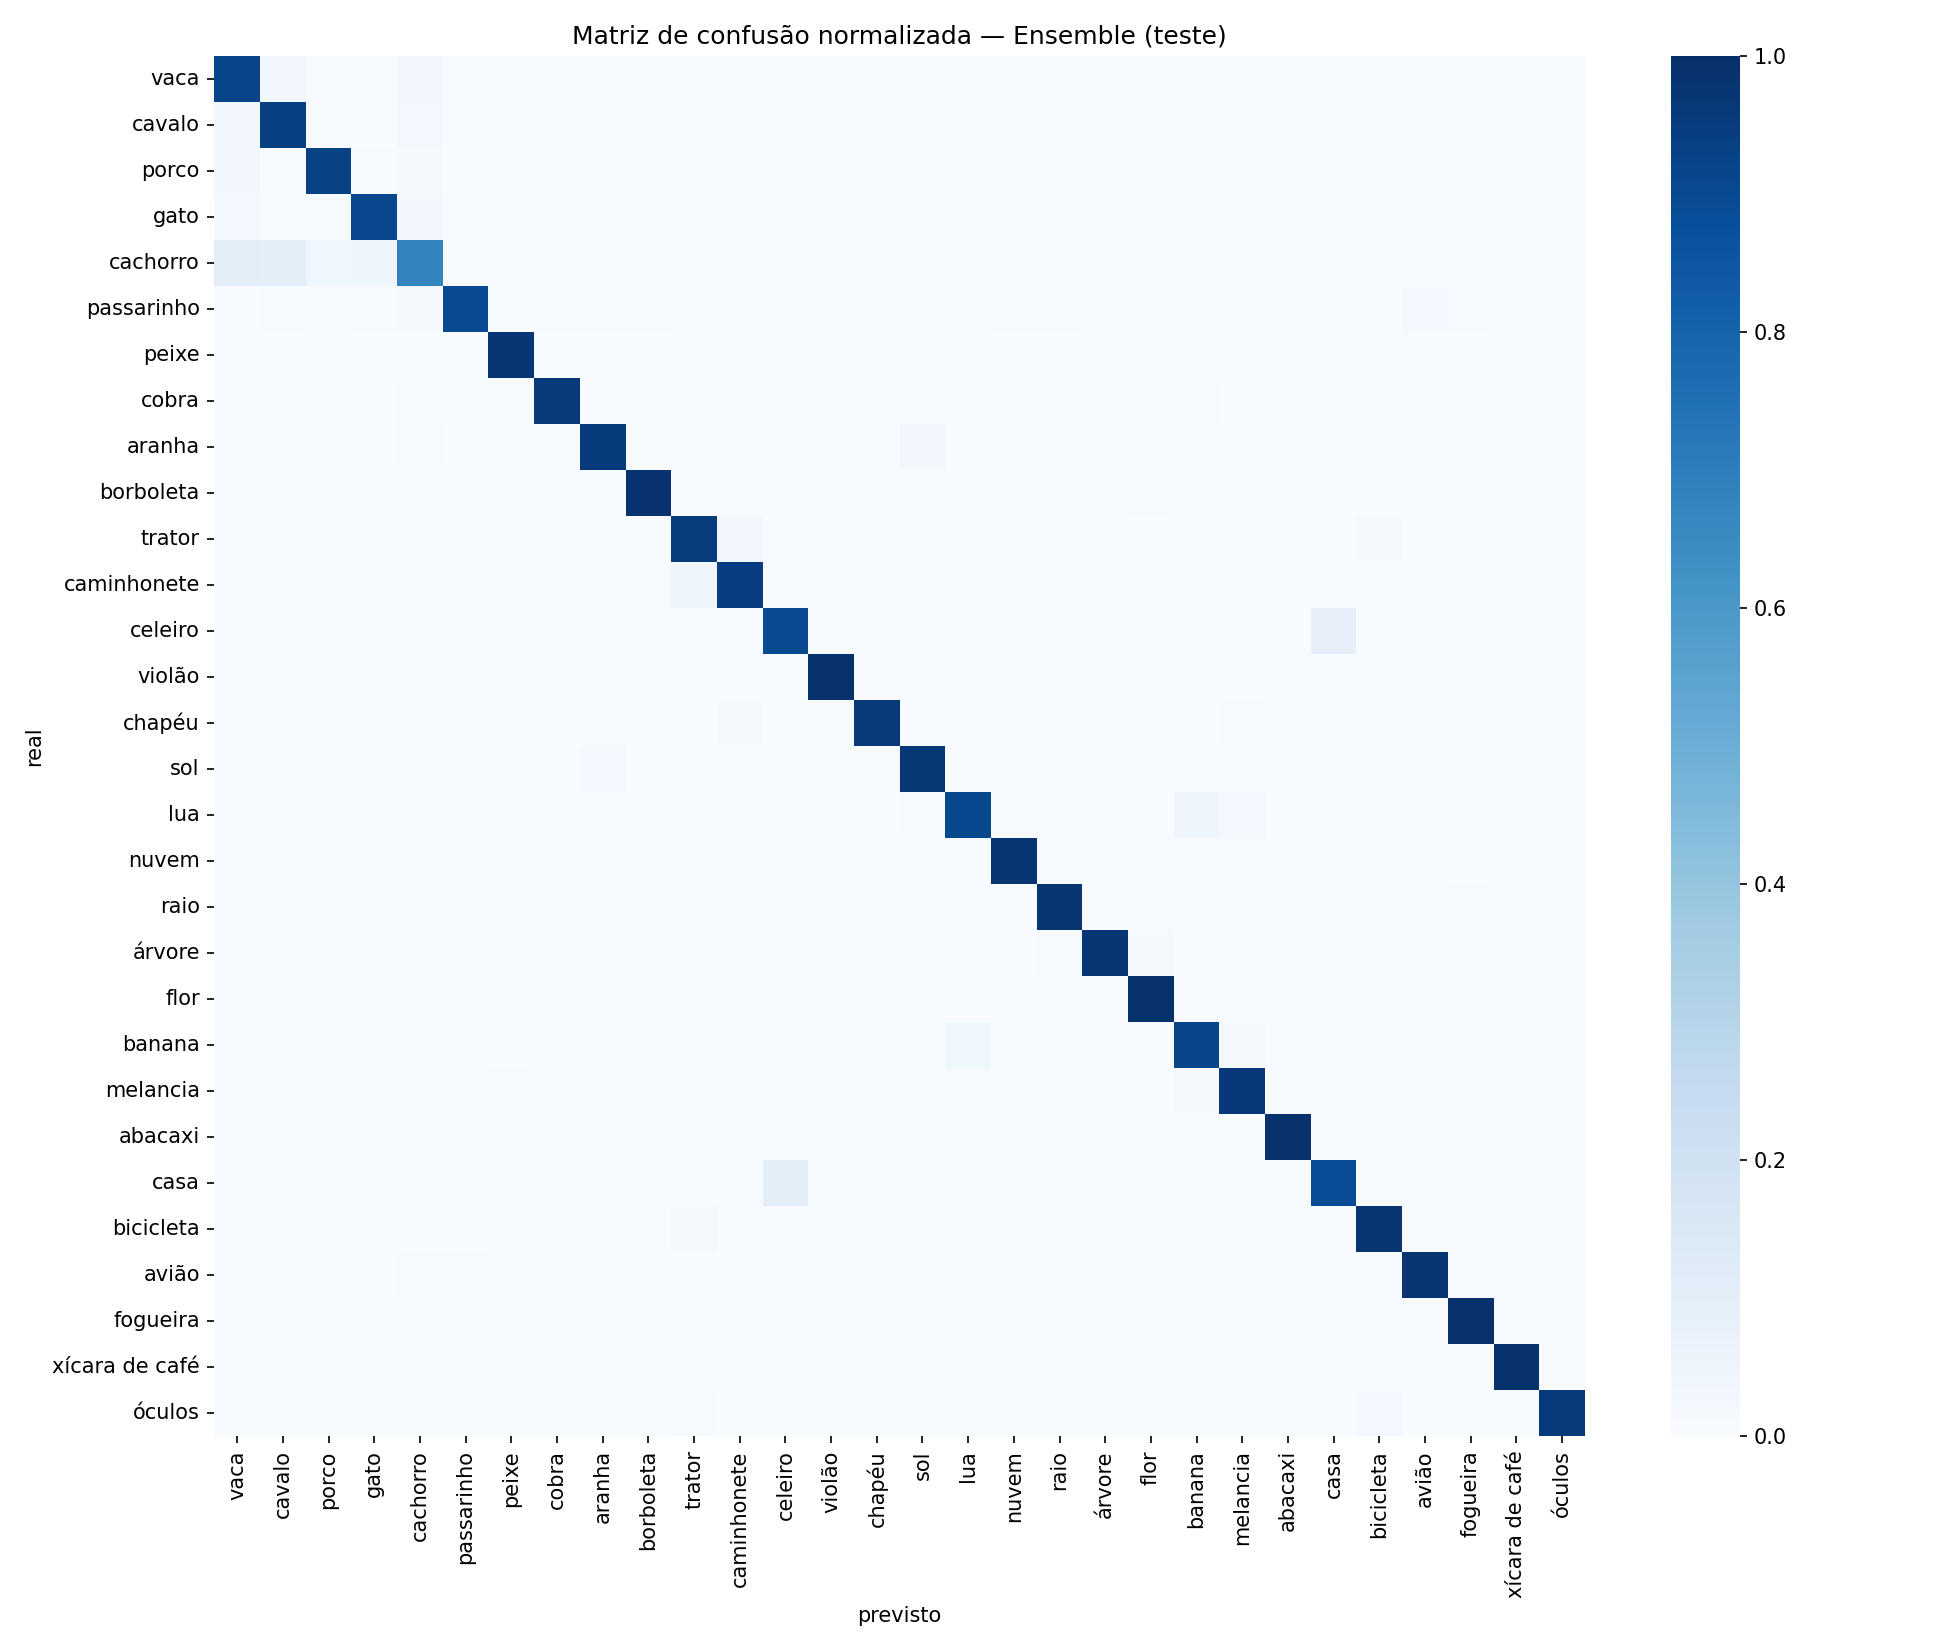 Matriz de confusão normalizada — Ensemble (teste)
real
vaca
cavalo
porco
gato
cachorro
passarinho
peixe
cobra
aranha
borboleta
trator
caminhonete
celeiro
violão
chapéu
sol
lua
nuvem
raio
árvore
flor
banana
melancia
abacaxi
casa
bicicleta
avião
fogueira
xícara de café
óculos
vaca
cavalo
porco
gato
cachorro
passarinho
peixe
cobra
aranha
borboleta
trator
caminhonete
celeiro
violão
chapéu
sol
lua
nuvem
raio
árvore
flor
banana
melancia
abacaxi
casa
bicicleta
avião
fogueira
xícara de café
óculos
previsto
1.0
0.8
0.6
0.4
0.2
0.0